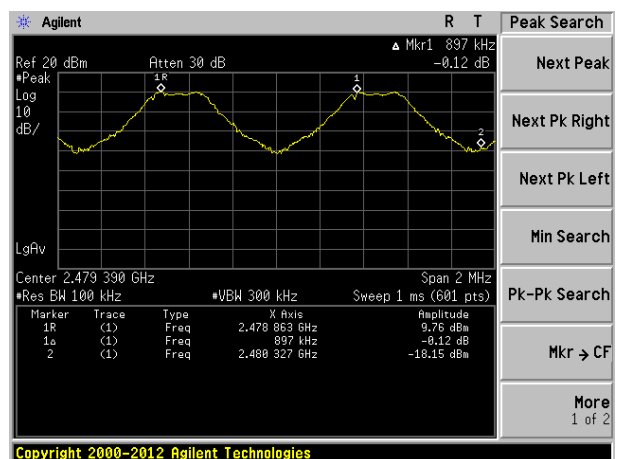 Agilent R T Peak Search
Δ Mkr1 897 kHz
Ref 20 dBm Atten 30 dB -0.12 dB
#Peak
Log
10
dB/
1R
1
2
LgAv
Center 2.479 390 GHz Span 2 MHz
#Res BW 100 kHz #VBW 300 kHz Sweep 1 ms (601 pts)
Marker Trace Type X Axis Amplitude
1R (1) Freq 2.478 863 GHz 9.76 dBm
1Δ (1) Freq 897 kHz -0.12 dB
2 (1) Freq 2.480 327 GHz -18.15 dBm
Copyright 2000-2012 Agilent Technologies
Next Peak
Next Pk Right
Next Pk Left
Min Search
Pk-Pk Search
Mkr → CF
More
1 of 2